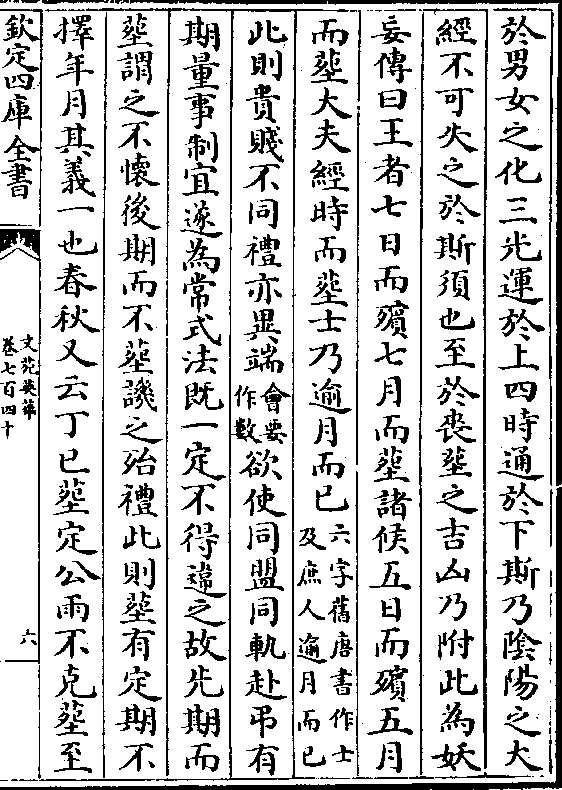 於男女之化三光運於上四時通於下斯乃陰陽之大
經不可失之於斯須也至於喪塟之吉凶乃附此為妖
妄傳曰王者七日而殯七月而塟諸侯五日而殯五月
而塟大夫經時而塟士乃逾月而已六字舊唐書作士及庶人逾月而已
此則貴賤不同禮亦異端會要作數欲使同盟同軌赴弔有
期量事制宜遂為常式法既一定不得違之故先期而
塟謂之不懷後期而不塟譏之殆禮此則塟有定期不
擇年月其義一也春秋又云丁巳塟定公雨不克塟至
欽定四庫全書
文苑英華
卷七百四十
六